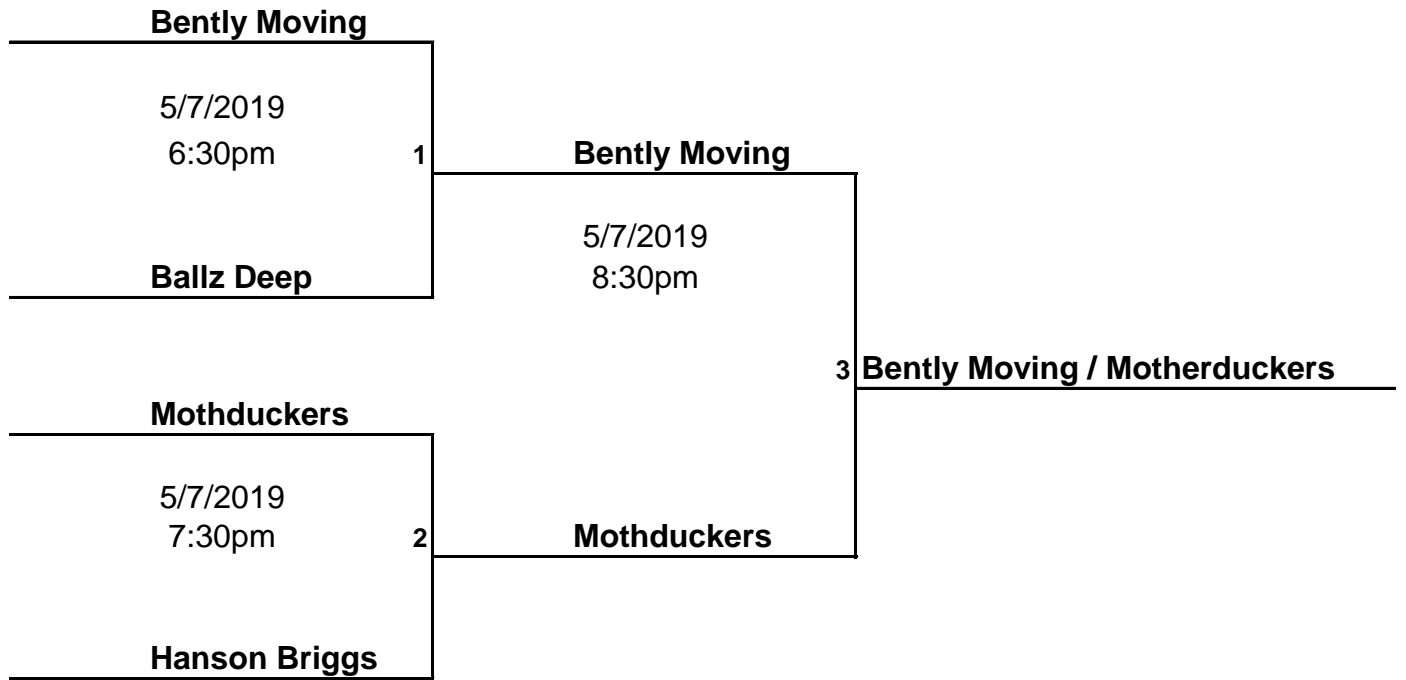 Bently Moving
5/7/2019
6:30pm 1 Bently Moving
5/7/2019
Ballz Deep 8:30pm
3 Bently Moving / Motherduckers
Mothduckers
5/7/2019
7:30pm 2 Mothduckers
Hanson Briggs